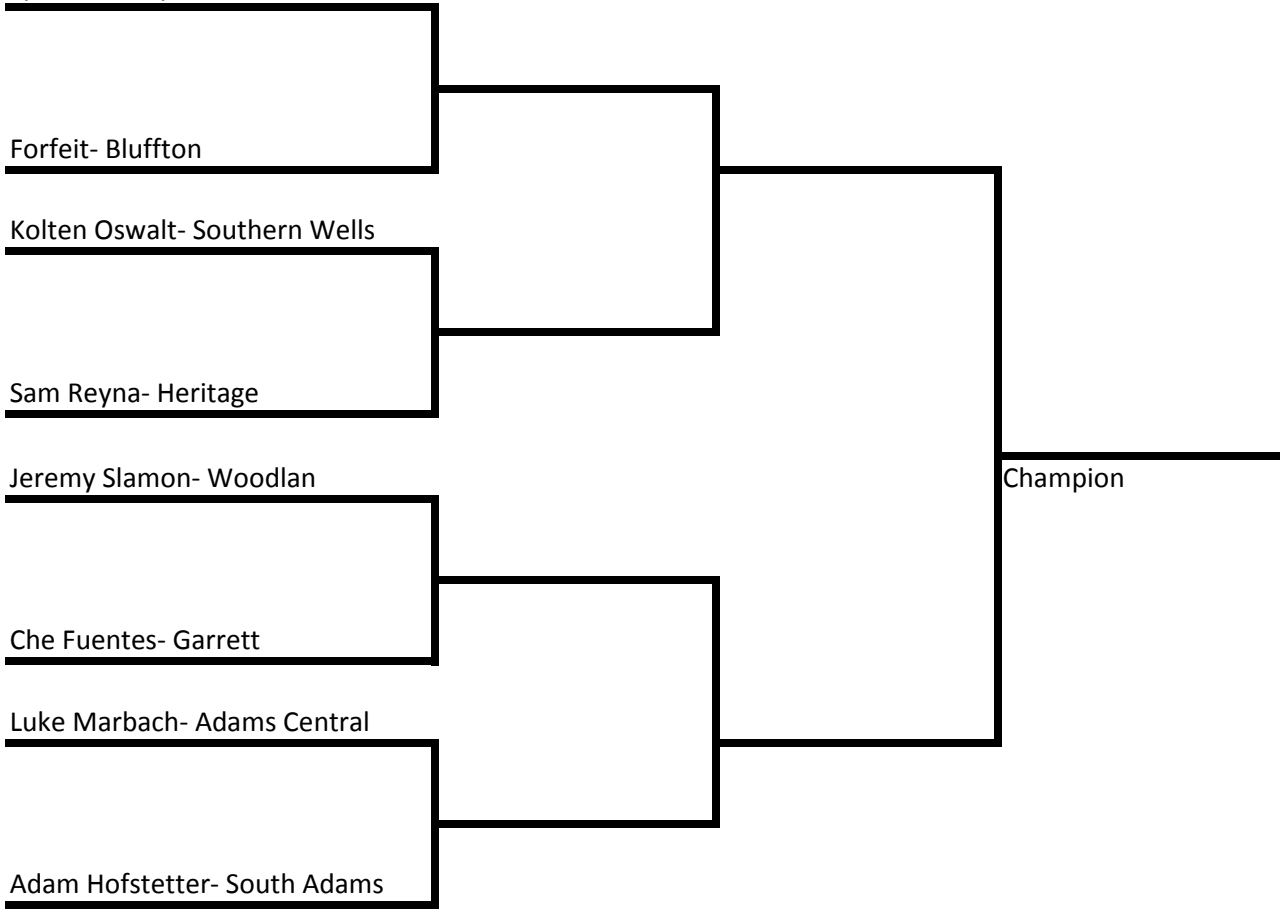 Forfeit- Bluffton
Kolten Oswalt- Southern Wells
Sam Reyna- Heritage
Jeremy Slamon- Woodlan
Champion
Che Fuentes- Garrett
Luke Marbach- Adams Central
Adam Hofstetter- South Adams